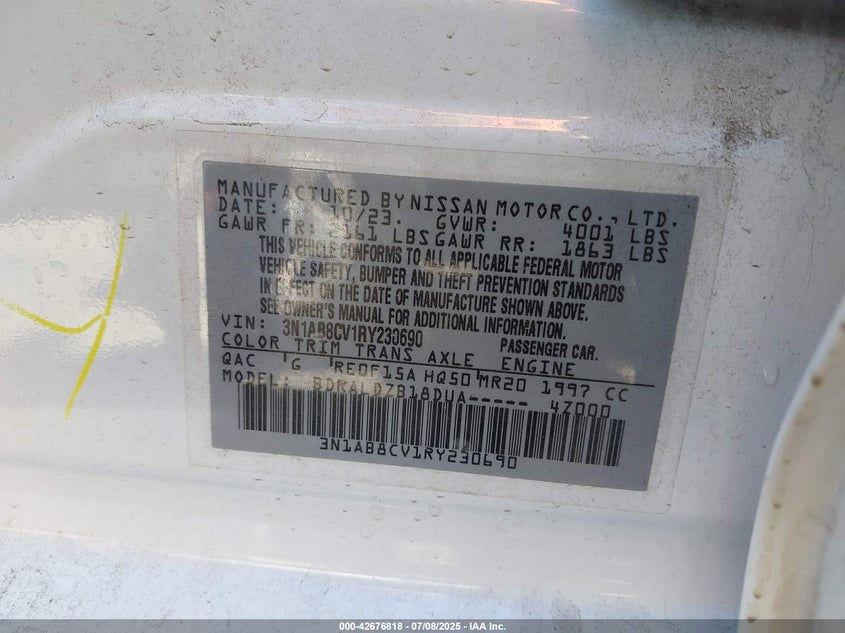 MANUFACTURED BY NISSAN MOTOR CO., LTD.
DATE: 10/23. GVWR: 4001 LBS
GAWR FR: 2161 LBS GAWR RR: 1863 LBS
THIS VEHICLE CONFORMS TO ALL APPLICABLE FEDERAL MOTOR
VEHICLE SAFETY, BUMPER AND THEFT PREVENTION STANDARDS
IN EFFECT ON THE DATE OF MANUFACTURE SHOWN ABOVE.
SEE OWNER'S MANUAL FOR ADDITIONAL INFORMATION.
VIN: 3N1AB8CV1RY230690 PASSENGER CAR.
COLOR TRIM TRANS AXLE ENGINE
QAC G RE0F15A HQ50 MR20 1997 CC
MODEL: BDRALDZB18DUA----- 47000
3N1AB8CV1RY230690
000-42676818 - 07/08/2025 - IAA Inc.